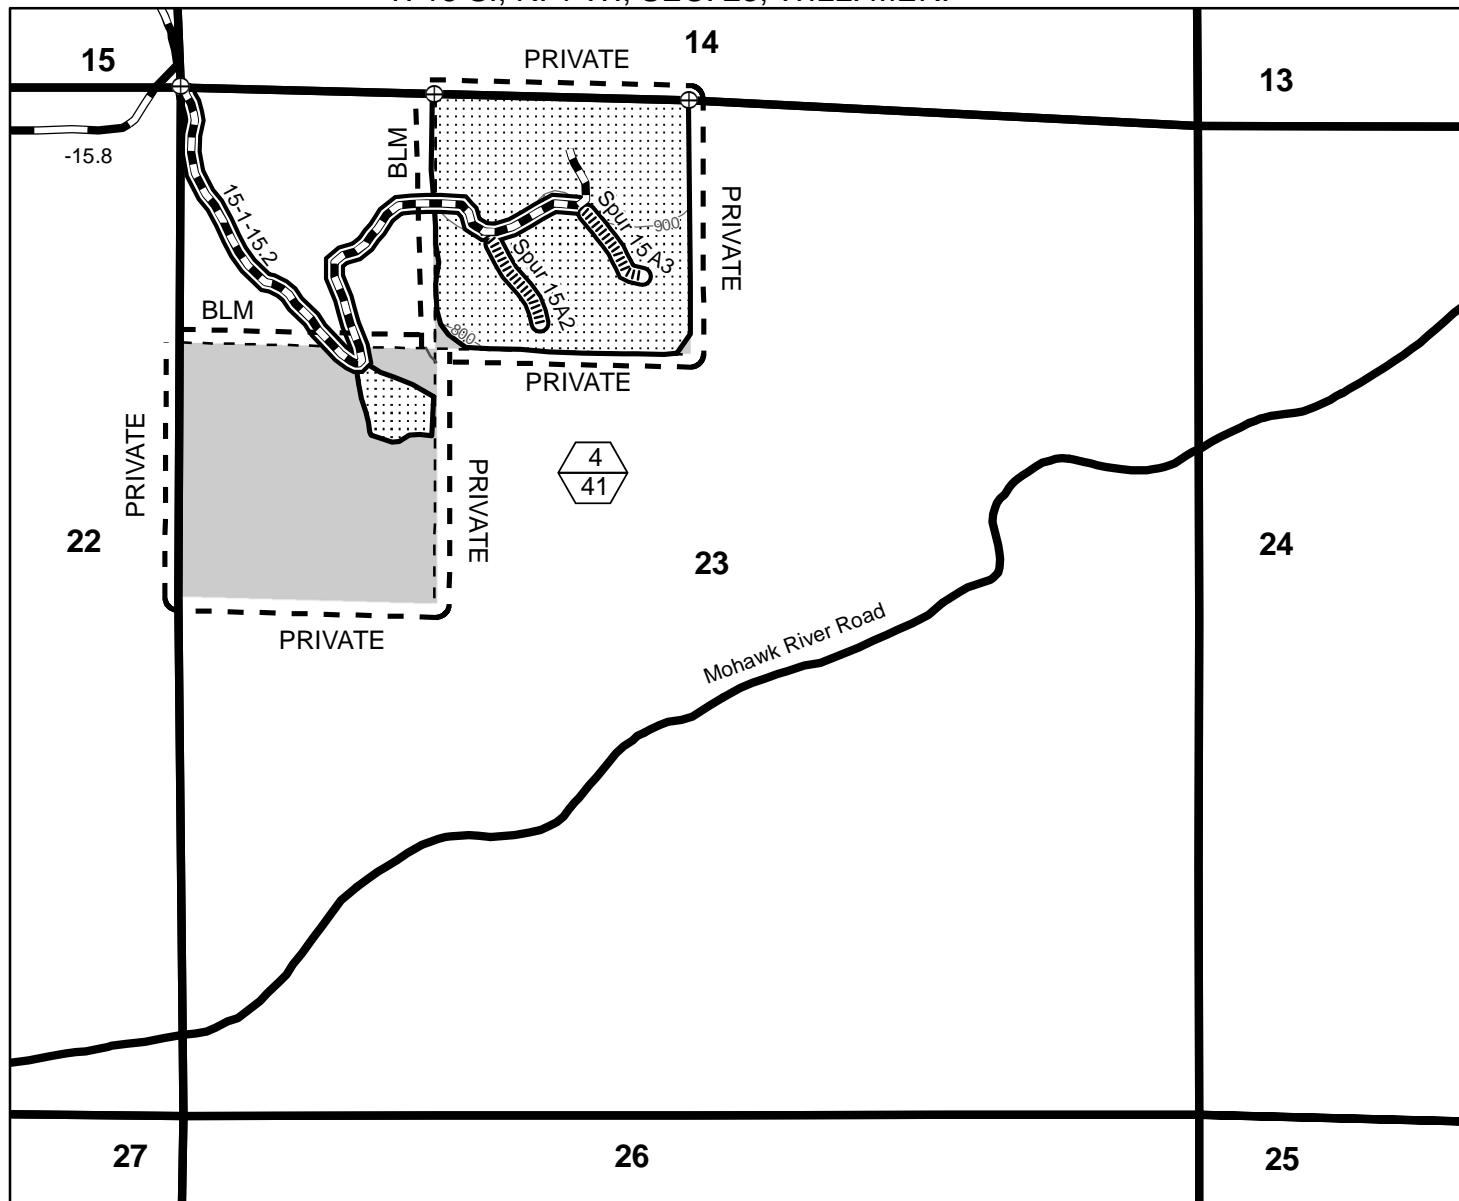 14
15
PRIVATE
13
BLM
-15.8
15-1-15.2
Spur 15A3
PRIVATE
900
Spur 15A2
BLM
800
PRIVATE
PRIVATE
4
41
PRIVATE
22
23
24
Mohawk River Road
PRIVATE
27
26
25